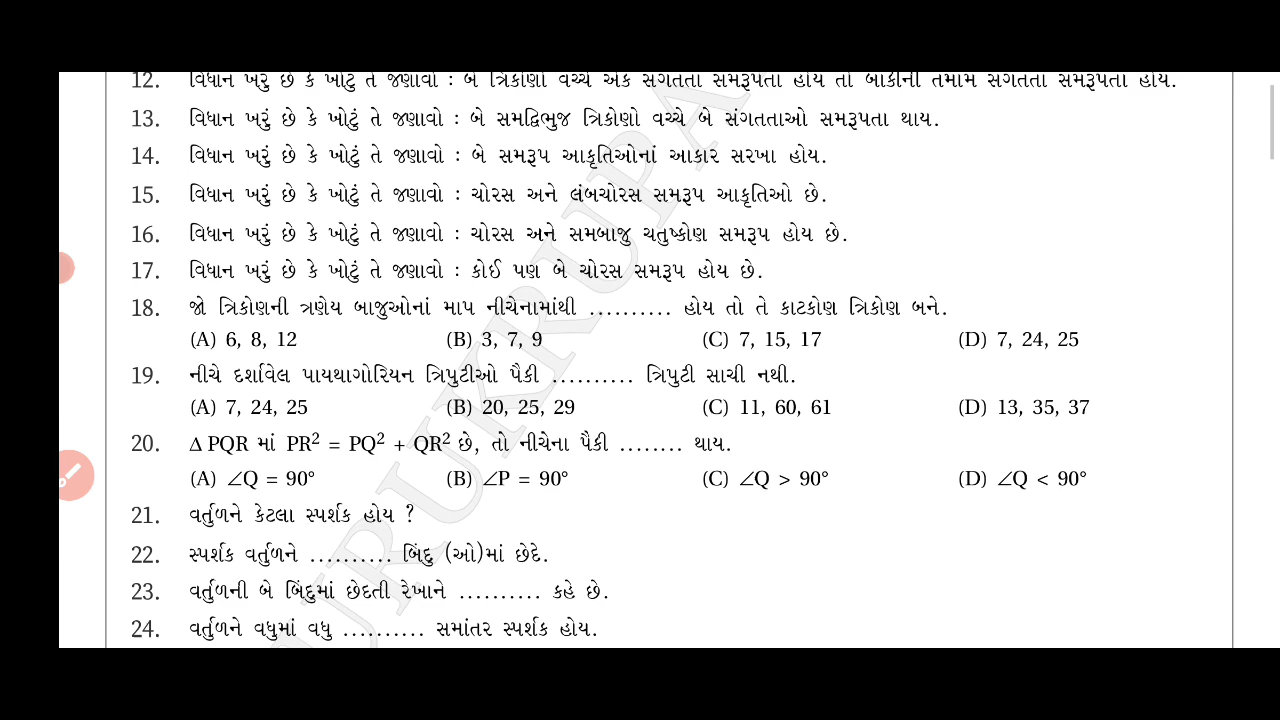 12. વિધાન ખરું છે કે ખોટું તે જણાવો : બે ત્રિકોણો વચ્ચે એક સંગતતા સમરૂપતા હોય તો બાકીની તમામ સંગતતા સમરૂપતા હોય.
13. વિધાન ખરું છે કે ખોટું તે જણાવો : બે સમદ્વિભુજ ત્રિકોણો વચ્ચે બે સંગતતાઓ સમરૂપતા થાય.
14. વિધાન ખરું છે કે ખોટું તે જણાવો : બે સમરૂપ આકૃતિઓનાં આકાર સરખા હોય.
15. વિધાન ખરું છે કે ખોટું તે જણાવો : ચોરસ અને લંબચોરસ સમરૂપ આકૃતિઓ છે.
16. વિધાન ખરું છે કે ખોટું તે જણાવો : ચોરસ અને સમબાજુ ચતુષ્કોણ સમરૂપ હોય છે.
17. વિધાન ખરું છે કે ખોટું તે જણાવો : કોઈ પણ બે ચોરસ સમરૂપ હોય છે.
18. જો ત્રિકોણની ત્રણેય બાજુઓનાં માપ નીચેનામાંથી .......... હોય તો તે કાટકોણ ત્રિકોણ બને.
(A) 6, 8, 12 (B) 3, 7, 9 (C) 7, 15, 17 (D) 7, 24, 25
19. નીચે દર્શાવેલ પાયથાગોરિયન ત્રિપુટીઓ પૈકી .......... ત્રિપુટી સાચી નથી.
(A) 7, 24, 25 (B) 20, 25, 29 (C) 11, 60, 61 (D) 13, 35, 37
20. Δ PQR માં PR² = PQ² + QR² છે, તો નીચેના પૈકી ........ થાય.
(A) ∠Q = 90° (B) ∠P = 90° (C) ∠Q > 90° (D) ∠Q < 90°
21. વર્તુળને કેટલા સ્પર્શક હોય ?
22. સ્પર્શક વર્તુળને .......... બિંદુ (ઓ)માં છેદે.
23. વર્તુળની બે બિંદુમાં છેદતી રેખાને .......... કહે છે.
24. વર્તુળને વધુમાં વધુ .......... સમાંતર સ્પર્શક હોય.
URUKRUPA